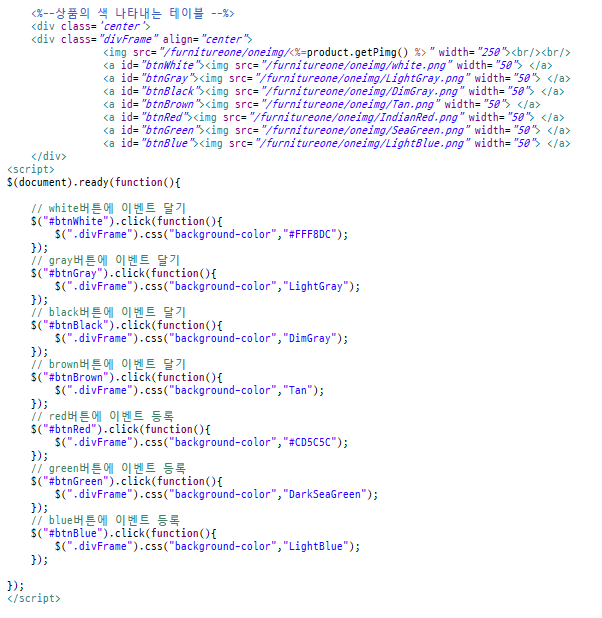 <%--상품의 색 나타내는 테이블 --%>
<div class='center'>
<div class="divFrame" align="center">
<img src="/furnitureone/oneimg/<%=product.getPimg() %>" width="250"><br/><br/>
<a id="btnWhite"><img src="/furnitureone/oneimg/white.png" width="50"> </a>
<a id="btnGray"><img src="/furnitureone/oneimg/LightGray.png" width="50"> </a>
<a id="btnBlack"><img src="/furnitureone/oneimg/DimGray.png" width="50"> </a>
<a id="btnBrown"><img src="/furnitureone/oneimg/Tan.png" width="50"> </a>
<a id="btnRed"><img src="/furnitureone/oneimg/IndianRed.png" width="50"> </a>
<a id="btnGreen"><img src="/furnitureone/oneimg/SeaGreen.png" width="50"> </a>
<a id="btnBlue"><img src="/furnitureone/oneimg/LightBlue.png" width="50"> </a>
</div>
<script>
$(document).ready(function(){
// white버튼에 이벤트 달기
$("#btnWhite").click(function(){
$(".divFrame").css("background-color","#FFF8DC");
});
// gray버튼에 이벤트 달기
$("#btnGray").click(function(){
$(".divFrame").css("background-color","LightGray");
});
// black버튼에 이벤트 달기
$("#btnBlack").click(function(){
$(".divFrame").css("background-color","DimGray");
});
// brown버튼에 이벤트 달기
$("#btnBrown").click(function(){
$(".divFrame").css("background-color","Tan");
});
// red버튼에 이벤트 등록
$("#btnRed").click(function(){
$(".divFrame").css("background-color","#CD5C5C");
});
// green버튼에 이벤트 등록
$("#btnGreen").click(function(){
$(".divFrame").css("background-color","DarkSeaGreen");
});
// blue버튼에 이벤트 등록
$("#btnBlue").click(function(){
$(".divFrame").css("background-color","LightBlue");
});
});
</script>